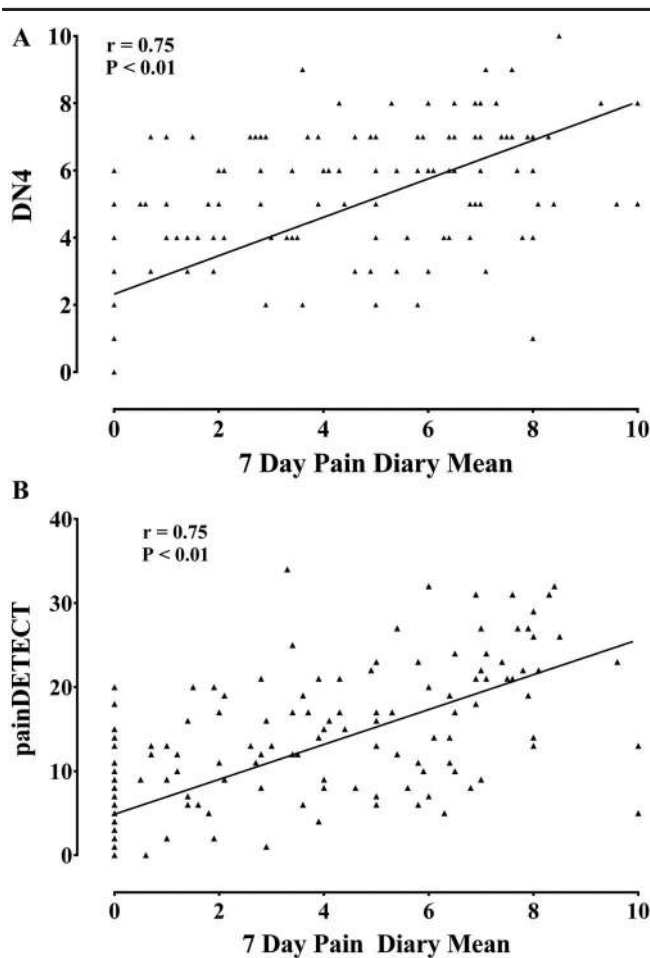 A
r = 0.75
P < 0.01
10
8
6
4
2
0
DN4
0 2 4 6 8 10
7 Day Pain Diary Mean
B
r = 0.75
P < 0.01
40
30
20
10
0
painDETECT
0 2 4 6 8 10
7 Day Pain Diary Mean